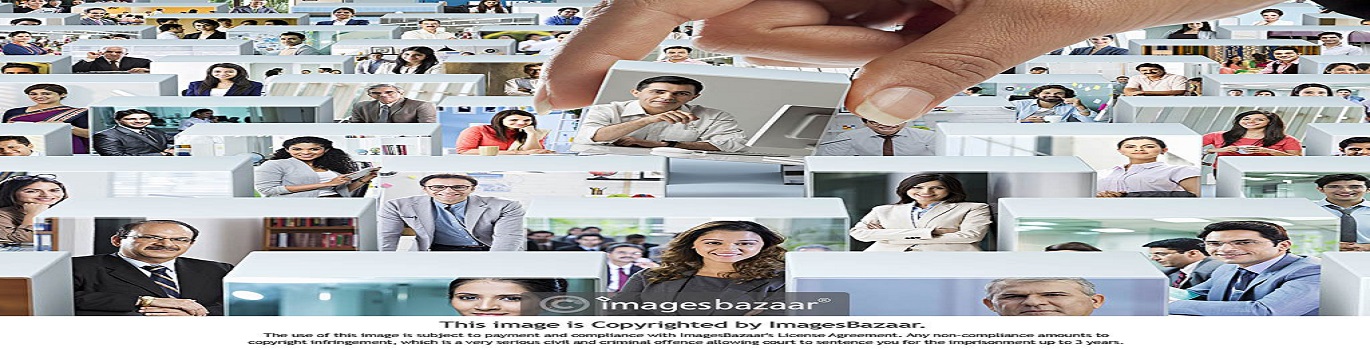 © imagesbazaar®
This image is Copyrighted by ImagesBazaar.
The use of this image is subject to payment and compliance with ImagesBazaar's License Agreement. Any non-compliance amounts to
copyright infringement, which is a very serious civil and criminal offence allowing court to sentence you for the imprisonment up to 3 years.